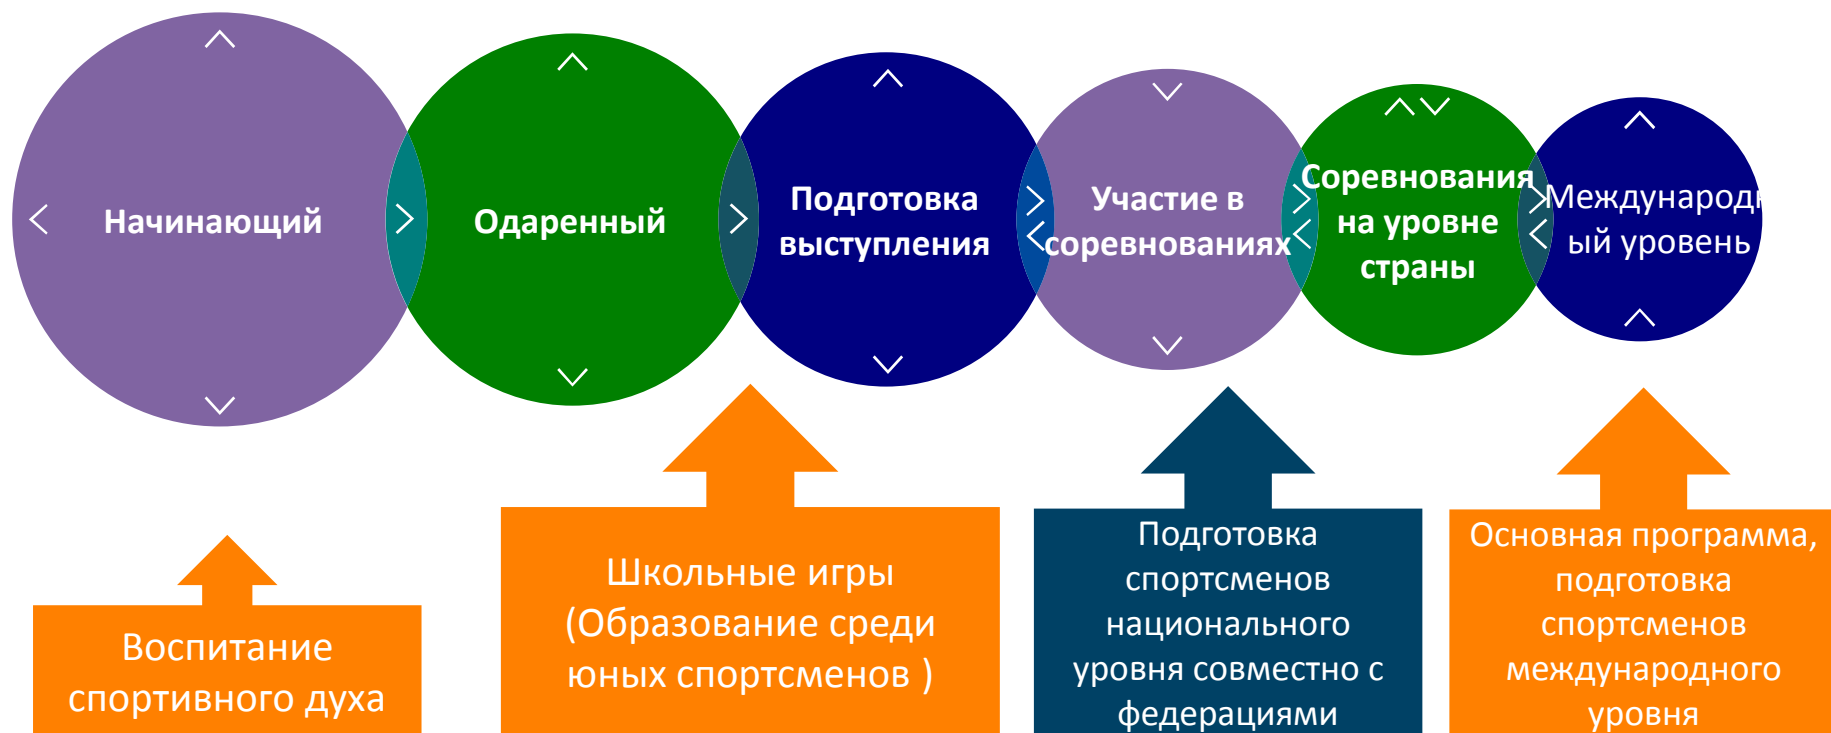 Начинающий
Одаренный
Подготовка
выступления
Участие в
соревнованиях
Соревнования
на уровне
страны
Международн
ый уровень
Воспитание
спортивного духа
Школьные игры
(Образование среди
юных спортсменов )
Подготовка
спортсменов
национального
уровня совместно с
федерациями
Основная программа,
подготовка
спортсменов
международного
уровня